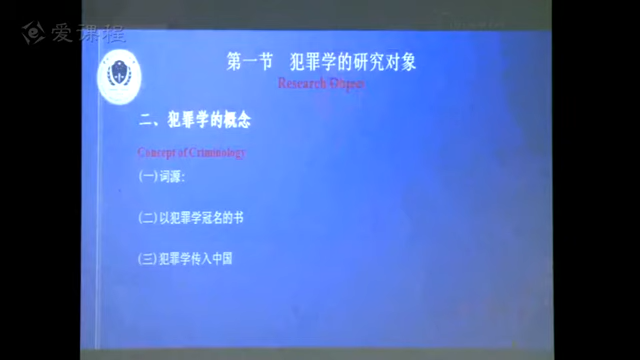 爱课程
第一节 犯罪学的研究对象
Research Object
二、犯罪学的概念
Concept of Criminology
(一)词源：
(二)以犯罪学冠名的书
(三)犯罪学传入中国